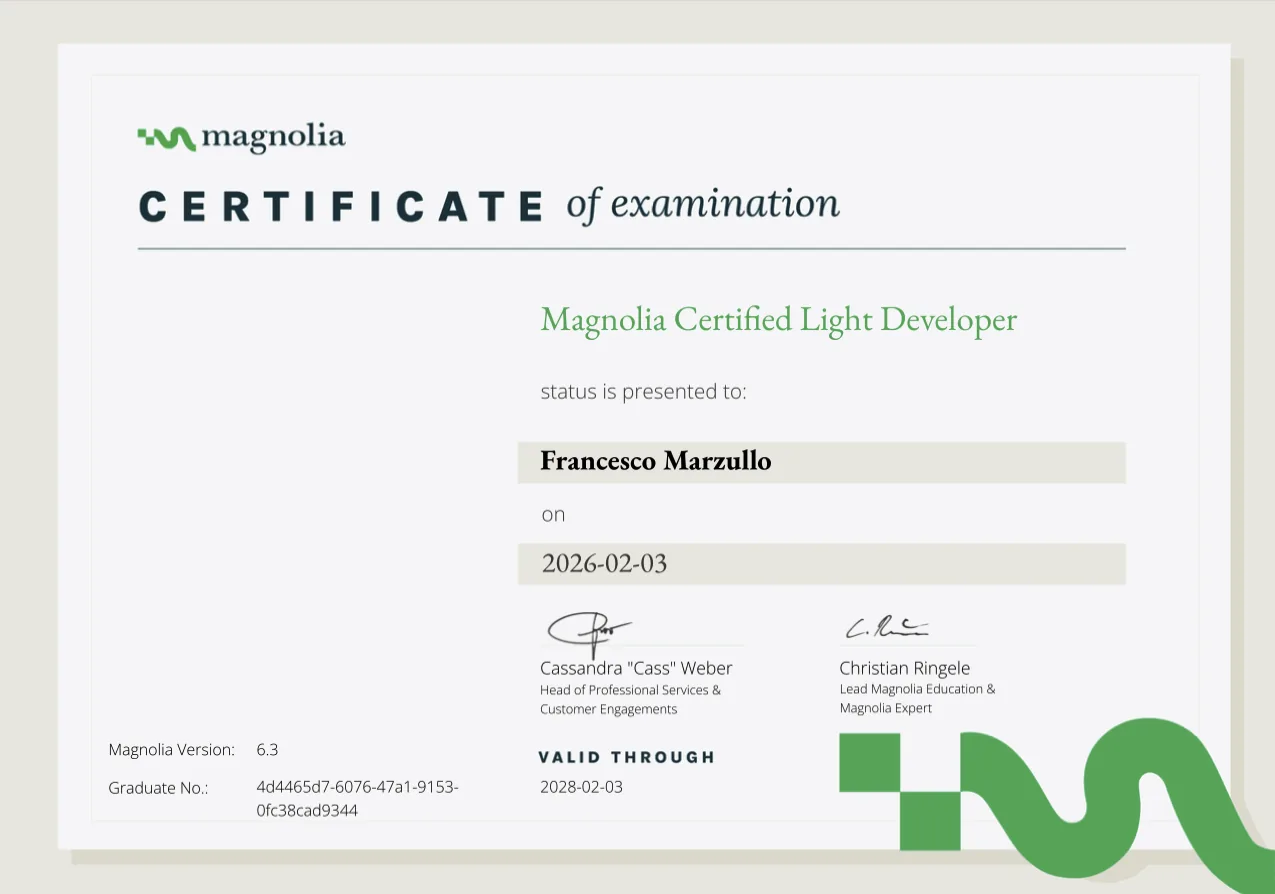 magnolia
CERTIFICATE of examination
Magnolia Certified Light Developer
status is presented to:
Francesco Marzullo
on
2026-02-03
Cassandra "Cass" Weber
Head of Professional Services &
Customer Engagements
Christian Ringele
Lead Magnolia Education &
Magnolia Expert
Magnolia Version: 6.3
Graduate No.: 4d4465d7-6076-47a1-9153-
0fc38cad9344
VALID THROUGH
2028-02-03